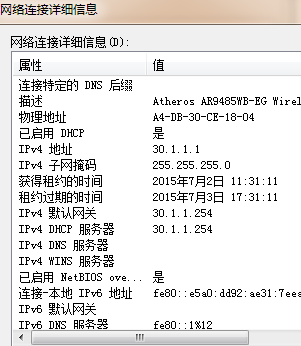 网络连接详细信息
网络连接详细信息(D):
属性 值
连接特定的 DNS 后缀
描述 Atheros AR9485WB-EG Wirel
物理地址 A4-DB-30-CE-18-04
已启用 DHCP 是
IPv4 地址 30.1.1.1
IPv4 子网掩码 255.255.255.0
获得租约的时间 2015年7月2日 11:31:11
租约过期的时间 2015年7月3日 17:31:11
IPv4 默认网关 30.1.1.254
IPv4 DHCP 服务器 30.1.1.254
IPv4 DNS 服务器
IPv4 WINS 服务器
已启用 NetBIOS ove... 是
连接-本地 IPv6 地址 fe80::e5a0:dd92:ae31:7eea
IPv6 默认网关
IPv6 DNS 服务器 fe80::1%12